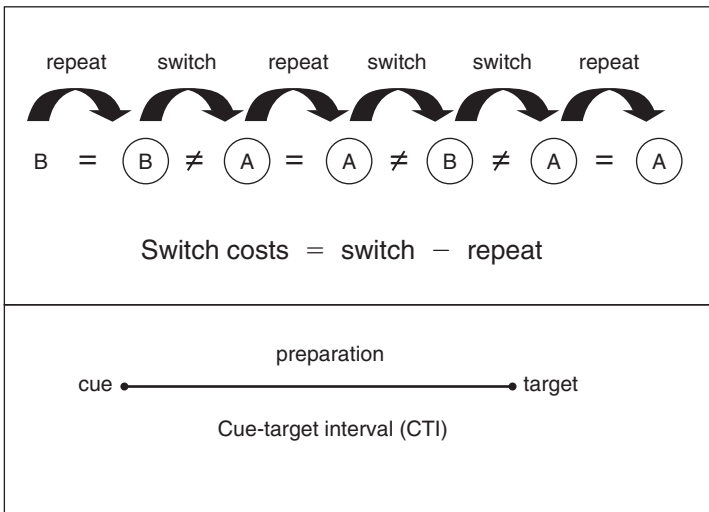 repeat switch repeat switch switch repeat
B = B ≠ A = A ≠ B ≠ A = A
Switch costs = switch − repeat
preparation
cue target
Cue-target interval (CTI)